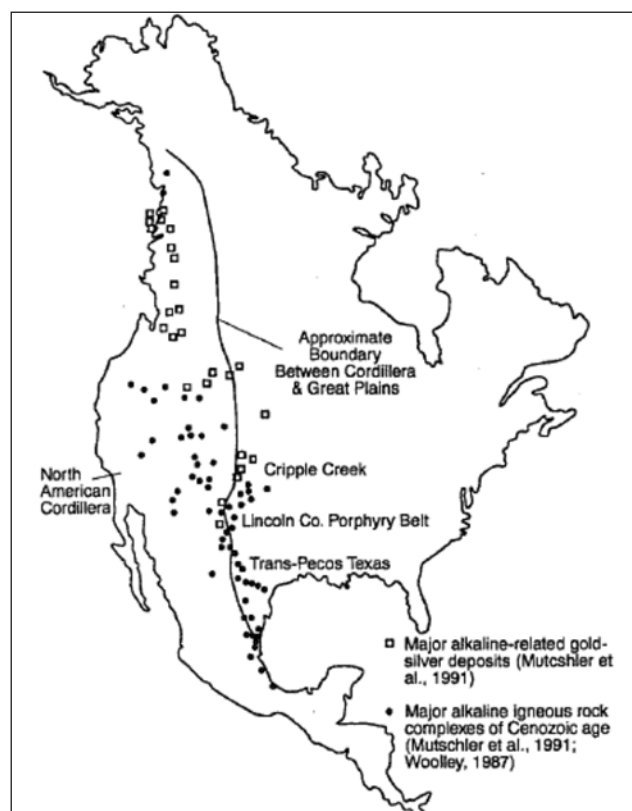 Approximate
Boundary
Between Cordillera
& Great Plains
North
American
Cordillera
Cripple Creek
Lincoln Co. Porphyry Belt
Trans-Pecos Texas
Major alkaline-related gold-
silver deposits (Mutcshler et
al., 1991)
Major alkaline igneous rock
complexes of Cenozoic age
(Mutschler et al., 1991;
Woolley, 1987)